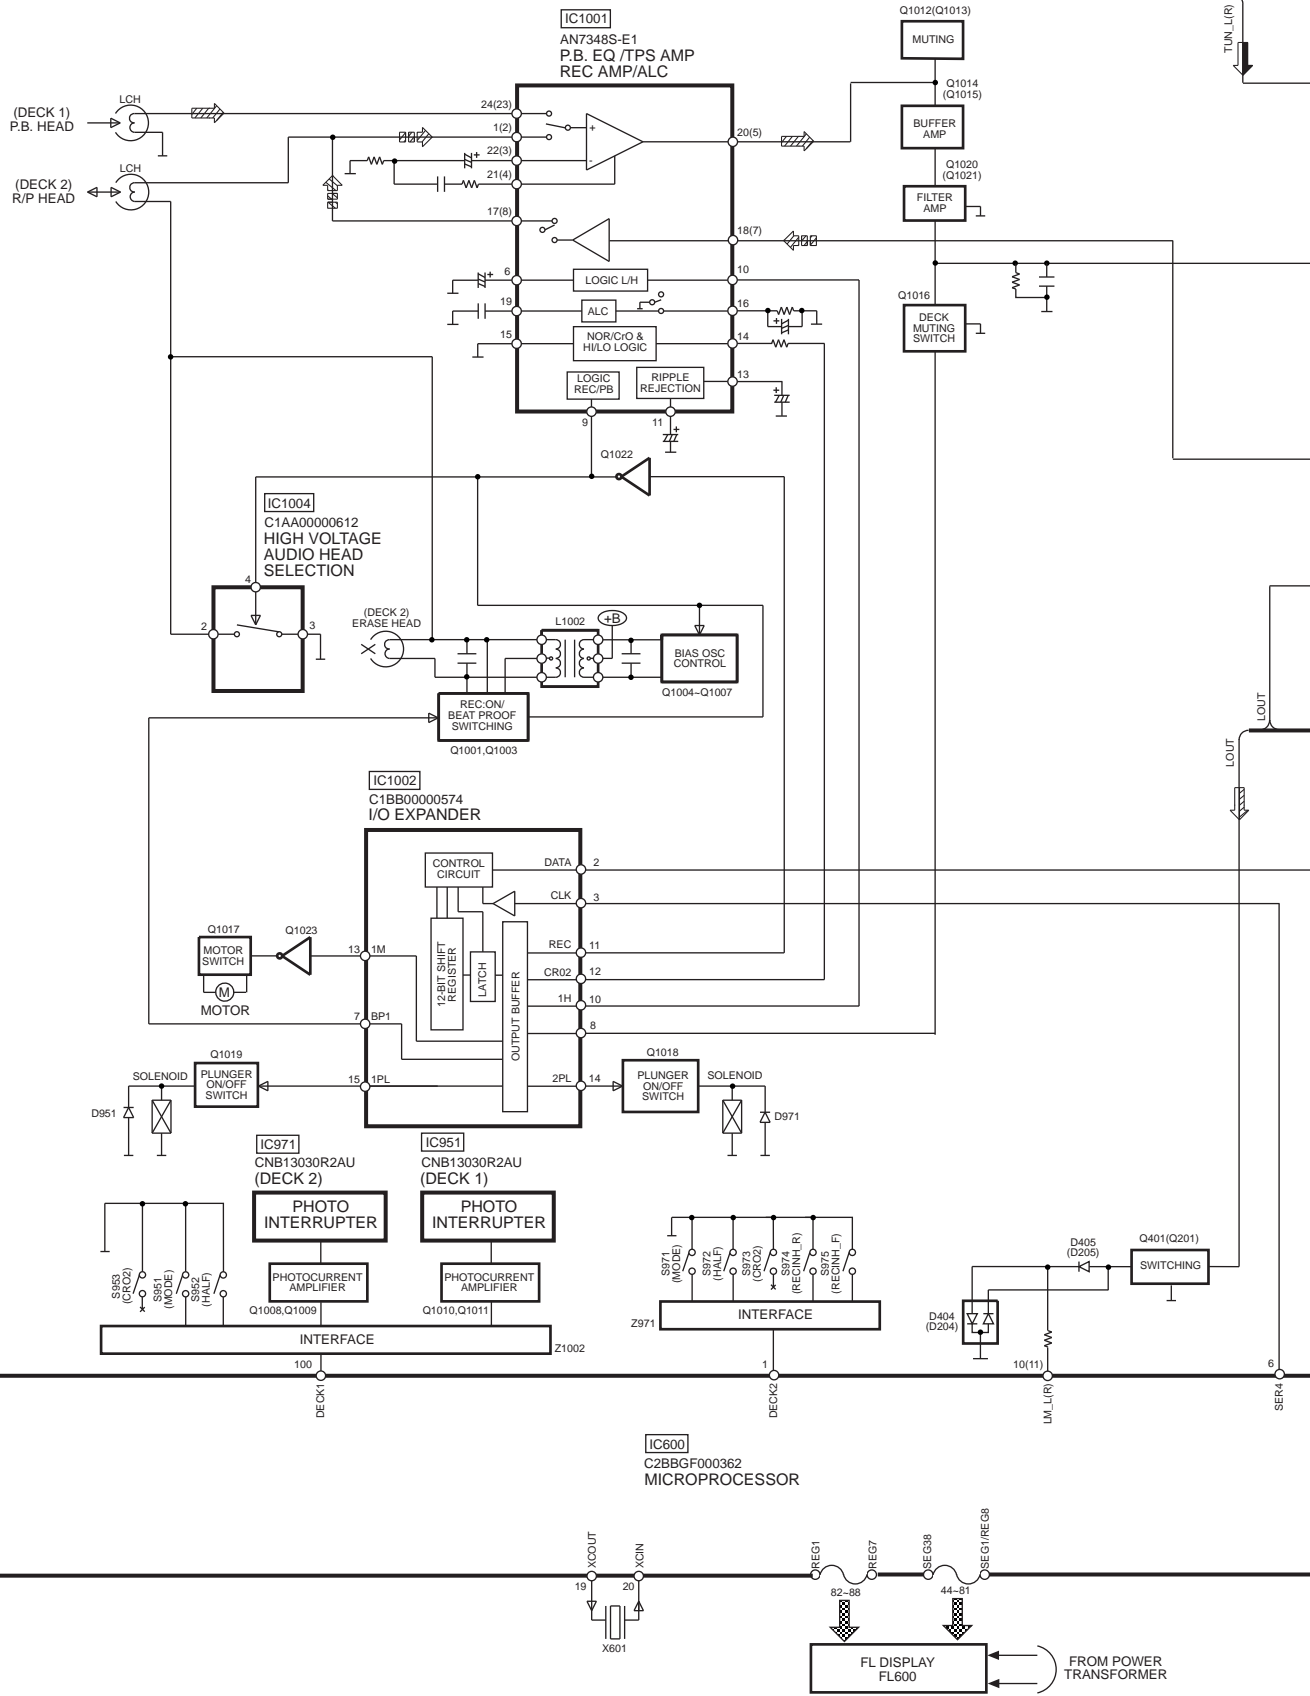 IC1001
AN7348S-E1
P.B. EQ /TPS AMP
REC AMP/ALC
Q1012(Q1013)
MUTING
TUN_L(R)
(DECK 1)
P.B. HEAD
LCH
24(23)
1(2)
22(3)
21(4)
+
-
+
20(5)
Q1014
(Q1015)
BUFFER
AMP
(DECK 2)
R/P HEAD
LCH
17(8)
18(7)
Q1020
(Q1021)
FILTER
AMP
6
+
LOGIC L/H
10
19
ALC
16
+
15
NOR/CrO &
HI/LO LOGIC
14
LOGIC
REC/PB
RIPPLE
REJECTION
13
+
9
11
+
Q1016
DECK
MUTING
SWITCH
Q1022
IC1004
C1AA00000612
HIGH VOLTAGE
AUDIO HEAD
SELECTION
4
2
3
(DECK 2)
ERASE HEAD
L1002
+B
BIAS OSC
CONTROL
Q1004~Q1007
REC:ON/
BEAT PROOF
SWITCHING
Q1001,Q1003
LOUT
LOUT
IC1002
C1BB00000574
I/O EXPANDER
CONTROL
CIRCUIT
DATA
2
CLK
3
12-BIT SHIFT
REGISTER
LATCH
OUTPUT BUFFER
REC
11
CR02
12
1H
10
8
Q1017
MOTOR
SWITCH
Q1023
13
1M
M
MOTOR
7
BP1
Q1019
PLUNGER
ON/OFF
SWITCH
SOLENOID
D951
15
1PL
2PL
14
Q1018
PLUNGER
ON/OFF
SWITCH
SOLENOID
D971
IC971
CNB13030R2AU
(DECK 2)
PHOTO
INTERRUPTER
PHOTOCURRENT
AMPLIFIER
Q1008,Q1009
IC951
CNB13030R2AU
(DECK 1)
PHOTO
INTERRUPTER
PHOTOCURRENT
AMPLIFIER
Q1010,Q1011
S953
(CRO2)
S951
(MODE)
S952
(HALF)
INTERFACE
Z1002
S971
(MODE)
S972
(HALF)
S973
(CRO2)
S974
(RECINH_R)
S975
(RECINH_F)
INTERFACE
Z971
D405
(D205)
Q401(Q201)
SWITCHING
D404
(D204)
100
DECK1
1
DECK2
10(11)
LM_L(R)
6
SER4
IC600
C2BBGF000362
MICROPROCESSOR
XCOUT
XCIN
19
20
X601
REG1
REG7
82~88
SEG38
SEG1/REG8
44~81
FL DISPLAY
FL600
FROM POWER
TRANSFORMER